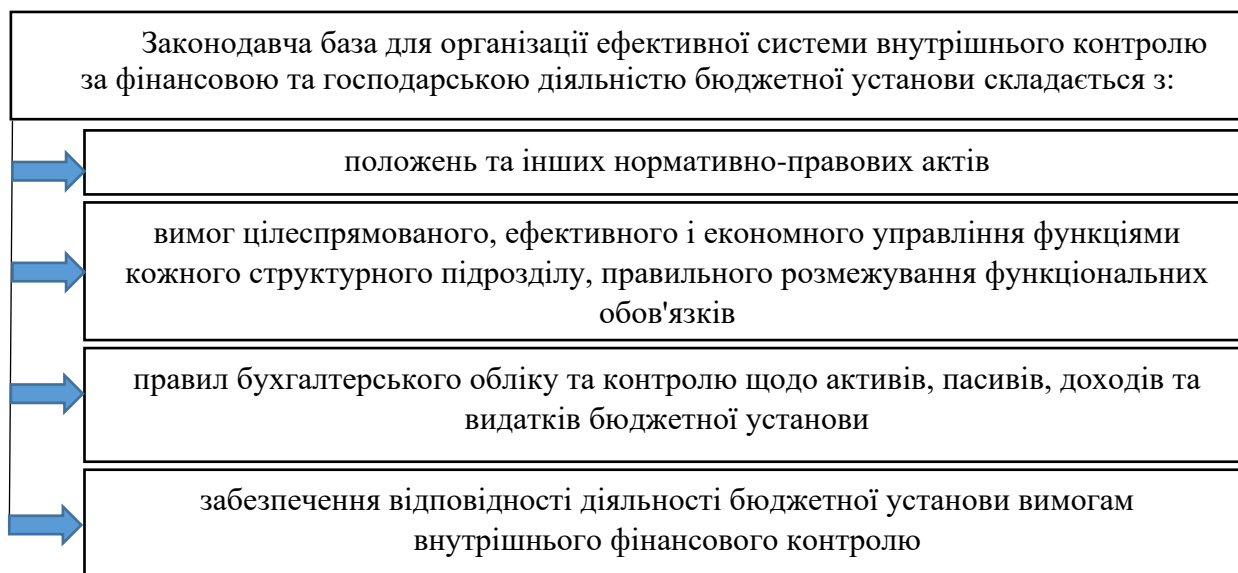 Законодавча база для організації ефективної системи внутрішнього контролю
за фінансовою та господарською діяльністю бюджетної установи складається з:
положень та інших нормативно-правових актів
вимог цілеспрямованого, ефективного і економного управління функціями
кожного структурного підрозділу, правильного розмежування функціональних
обов'язків
правил бухгалтерського обліку та контролю щодо активів, пасивів, доходів та
видатків бюджетної установи
забезпечення відповідності діяльності бюджетної установи вимогам
внутрішнього фінансового контролю